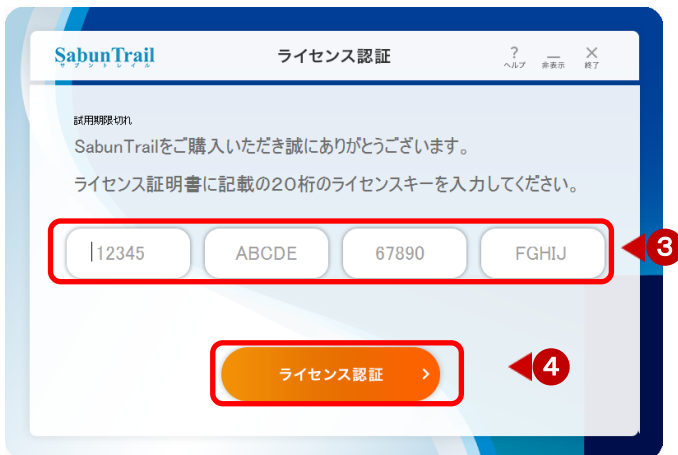 SabunTrail
サブントレイル
ライセンス認証
? — ×
ヘルプ 非表示 終了
試用期限切れ
SabunTrailをご購入いただき誠にありがとうございます。
ライセンス証明書に記載の20桁のライセンスキーを入力してください。
12345 ABCDE 67890 FGHIJ
3
ライセンス認証 >
4